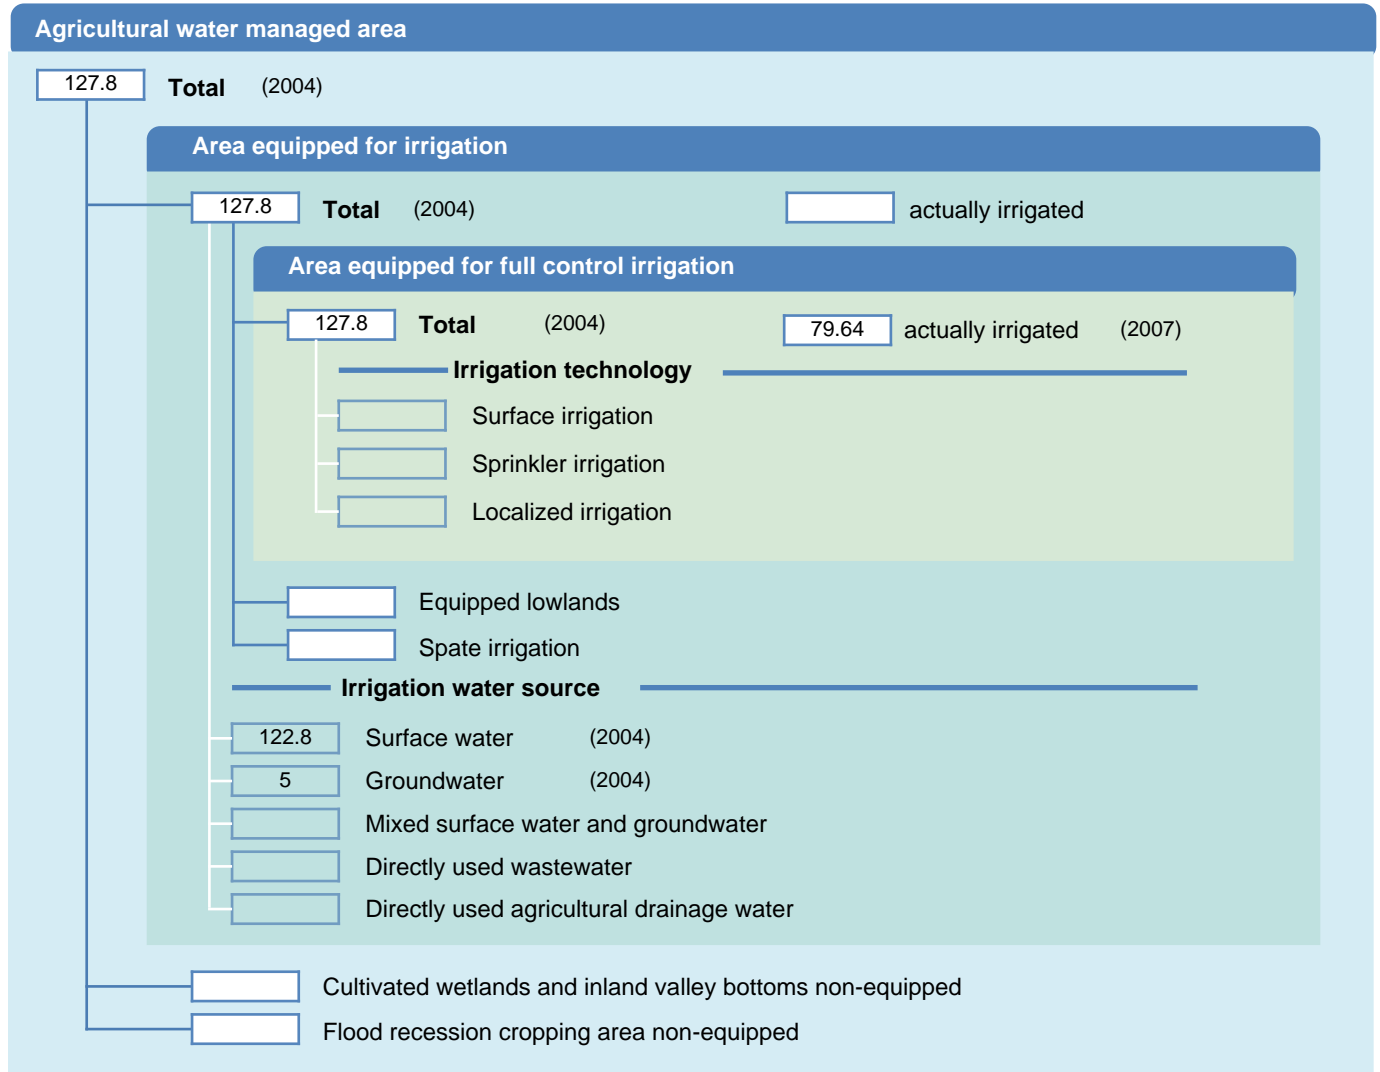 Agricultural water managed area
127.8 Total (2004)
Area equipped for irrigation
127.8 Total (2004) actually irrigated
Area equipped for full control irrigation
127.8 Total (2004) 79.64 actually irrigated (2007)
Irrigation technology
Surface irrigation
Sprinkler irrigation
Localized irrigation
Equipped lowlands
Spate irrigation
Irrigation water source
122.8 Surface water (2004)
5 Groundwater (2004)
Mixed surface water and groundwater
Directly used wastewater
Directly used agricultural drainage water
Cultivated wetlands and inland valley bottoms non-equipped
Flood recession cropping area non-equipped